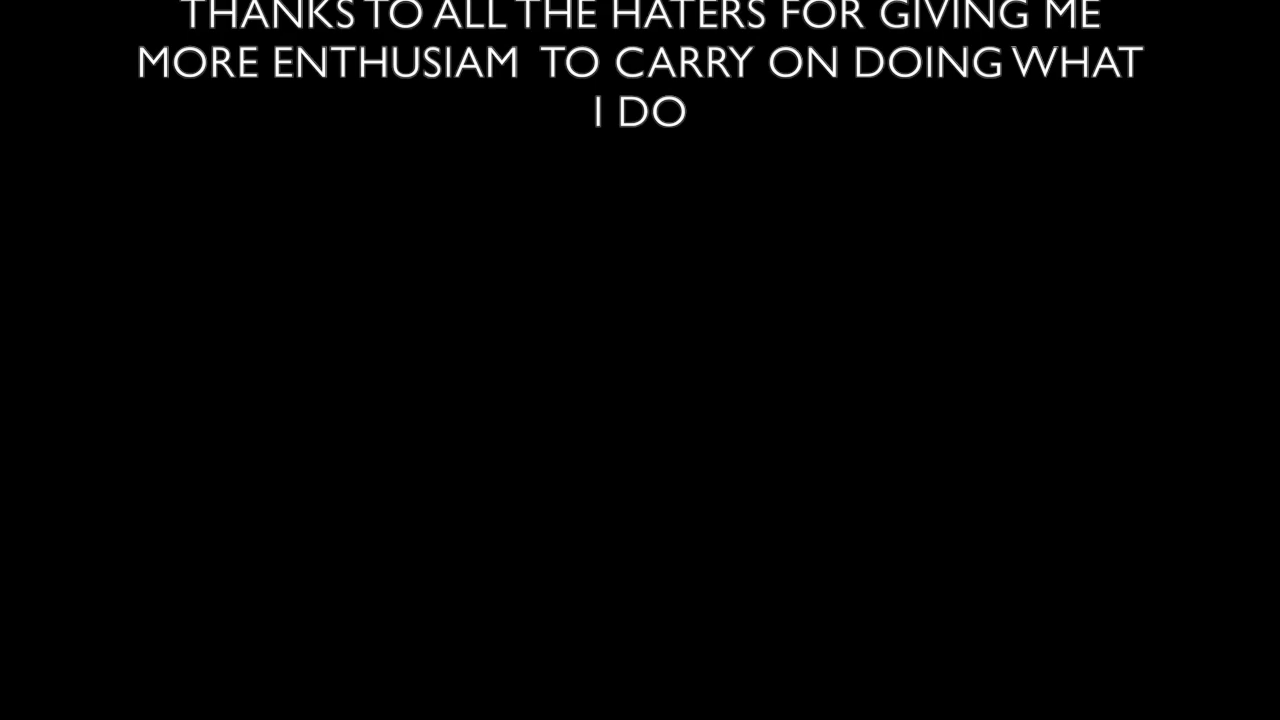 THANKS TO ALL THE HATERS FOR GIVING ME
MORE ENTHUSIAM TO CARRY ON DOING WHAT
I DO